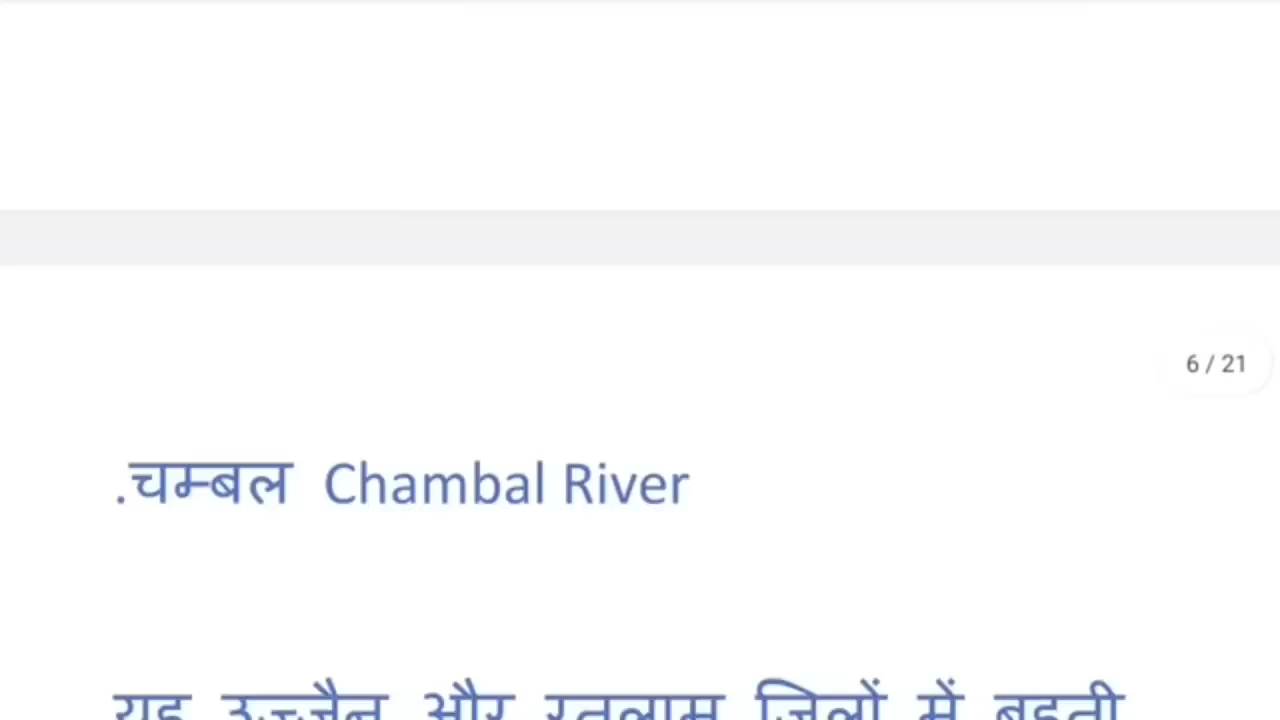 6 / 21
.चम्बल Chambal River
यह उज्जैन और रतलाम जिलों में बहती